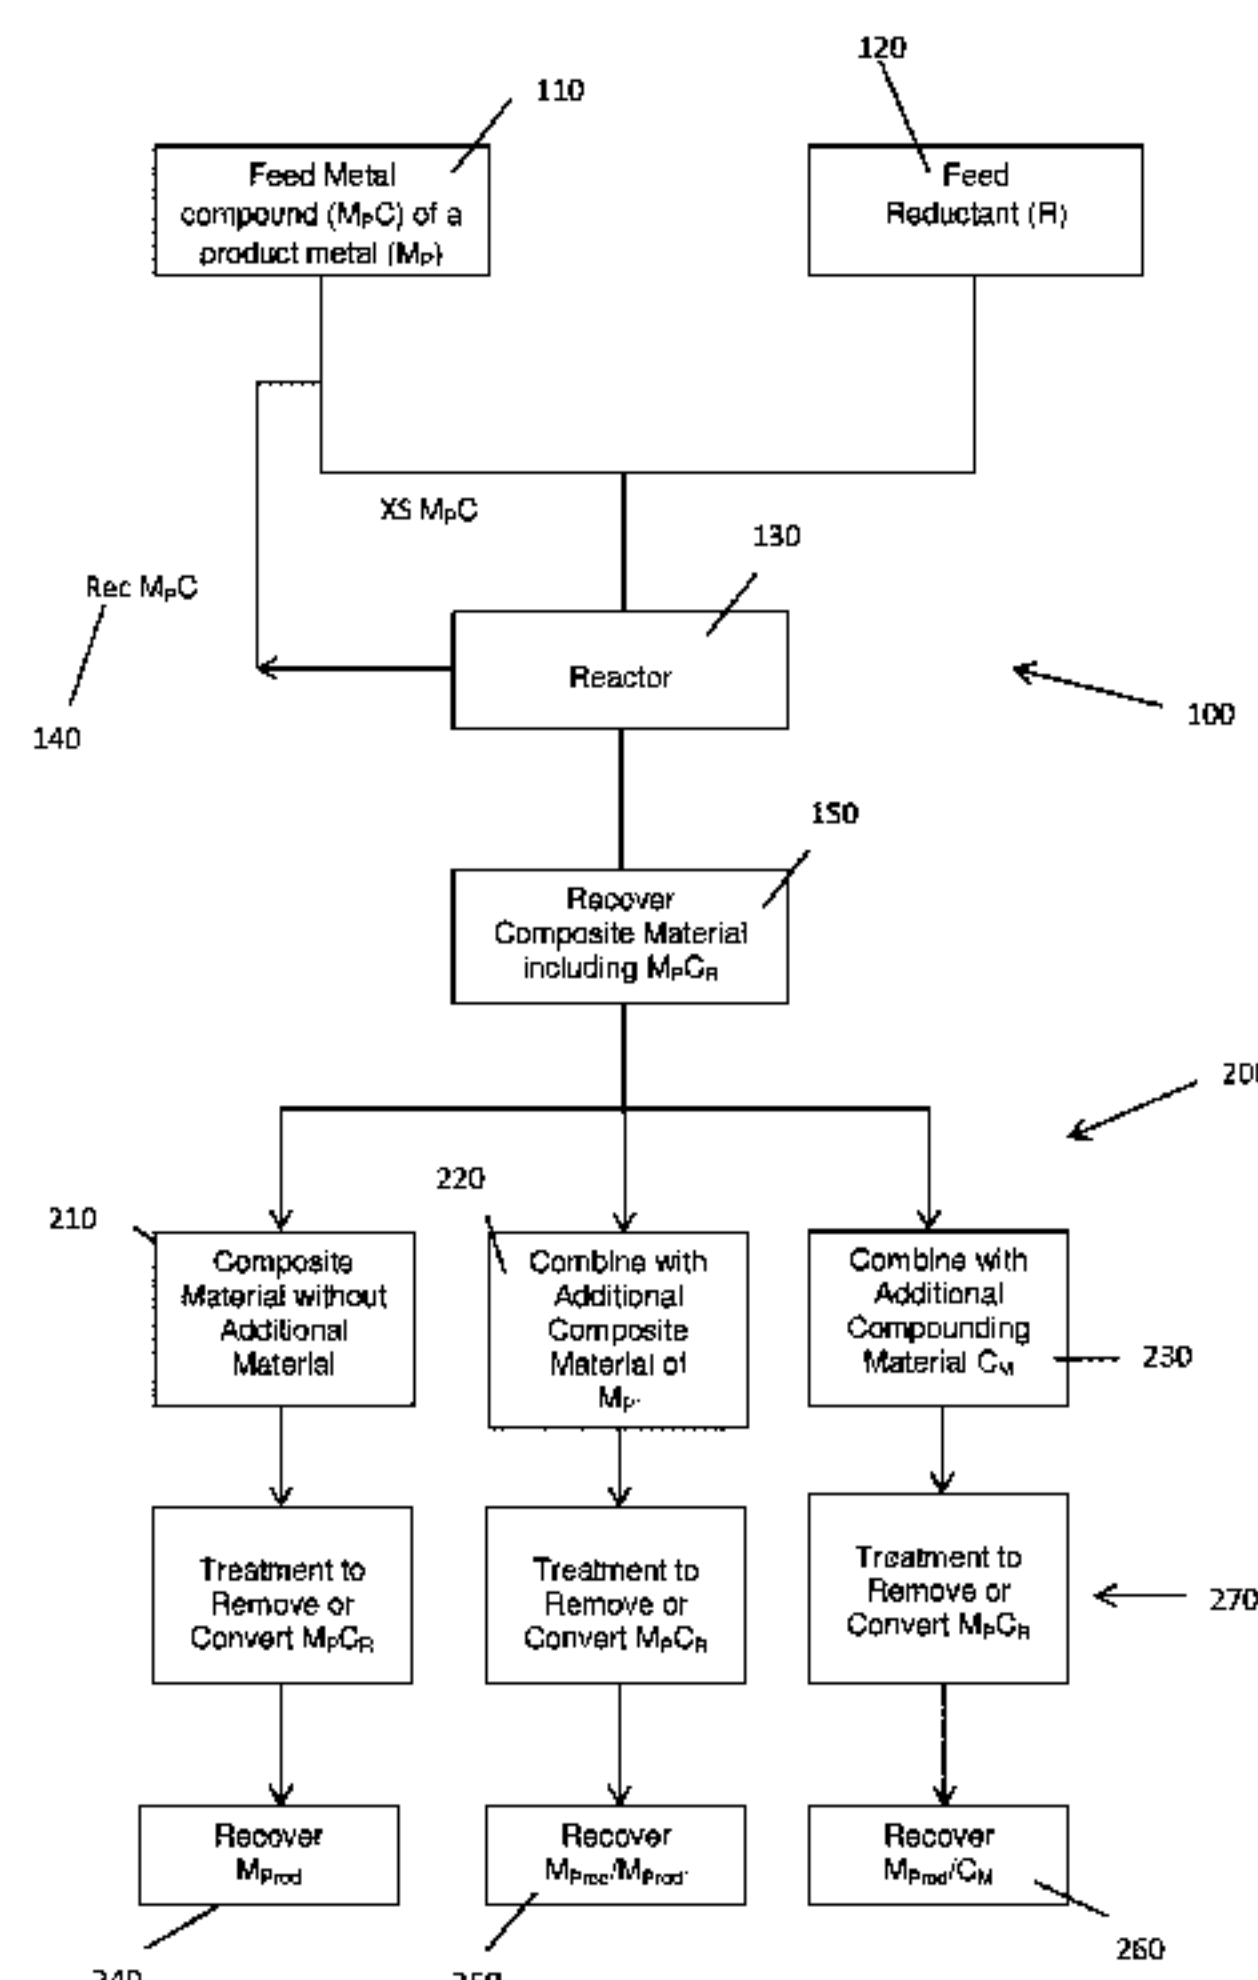 120
110
Feed Metal
compound (MPC) of a
product metal (MP)
Feed
Reductant (R)
XS MPC
130
Rec MPC
Reactor
140
100
150
Recover
Composite Material
including MPCR
220
210
Composite
Material without
Additional
Material
Combine with
Additional
Composite
Material of
MP'
Combine with
Additional
Compounding
Material CM
230
Treatment to
Remove or
Convert MPCR
Treatment to
Remove or
Convert MPCR
Treatment to
Remove or
Convert MPCR
270
Recover
MProd
Recover
MProd/MProd'
Recover
MProd/CM
260